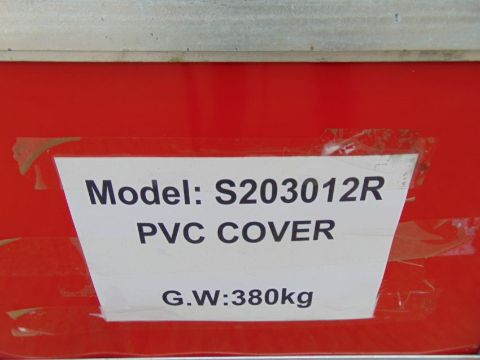 Model: S203012R
PVC COVER
G.W:380kg